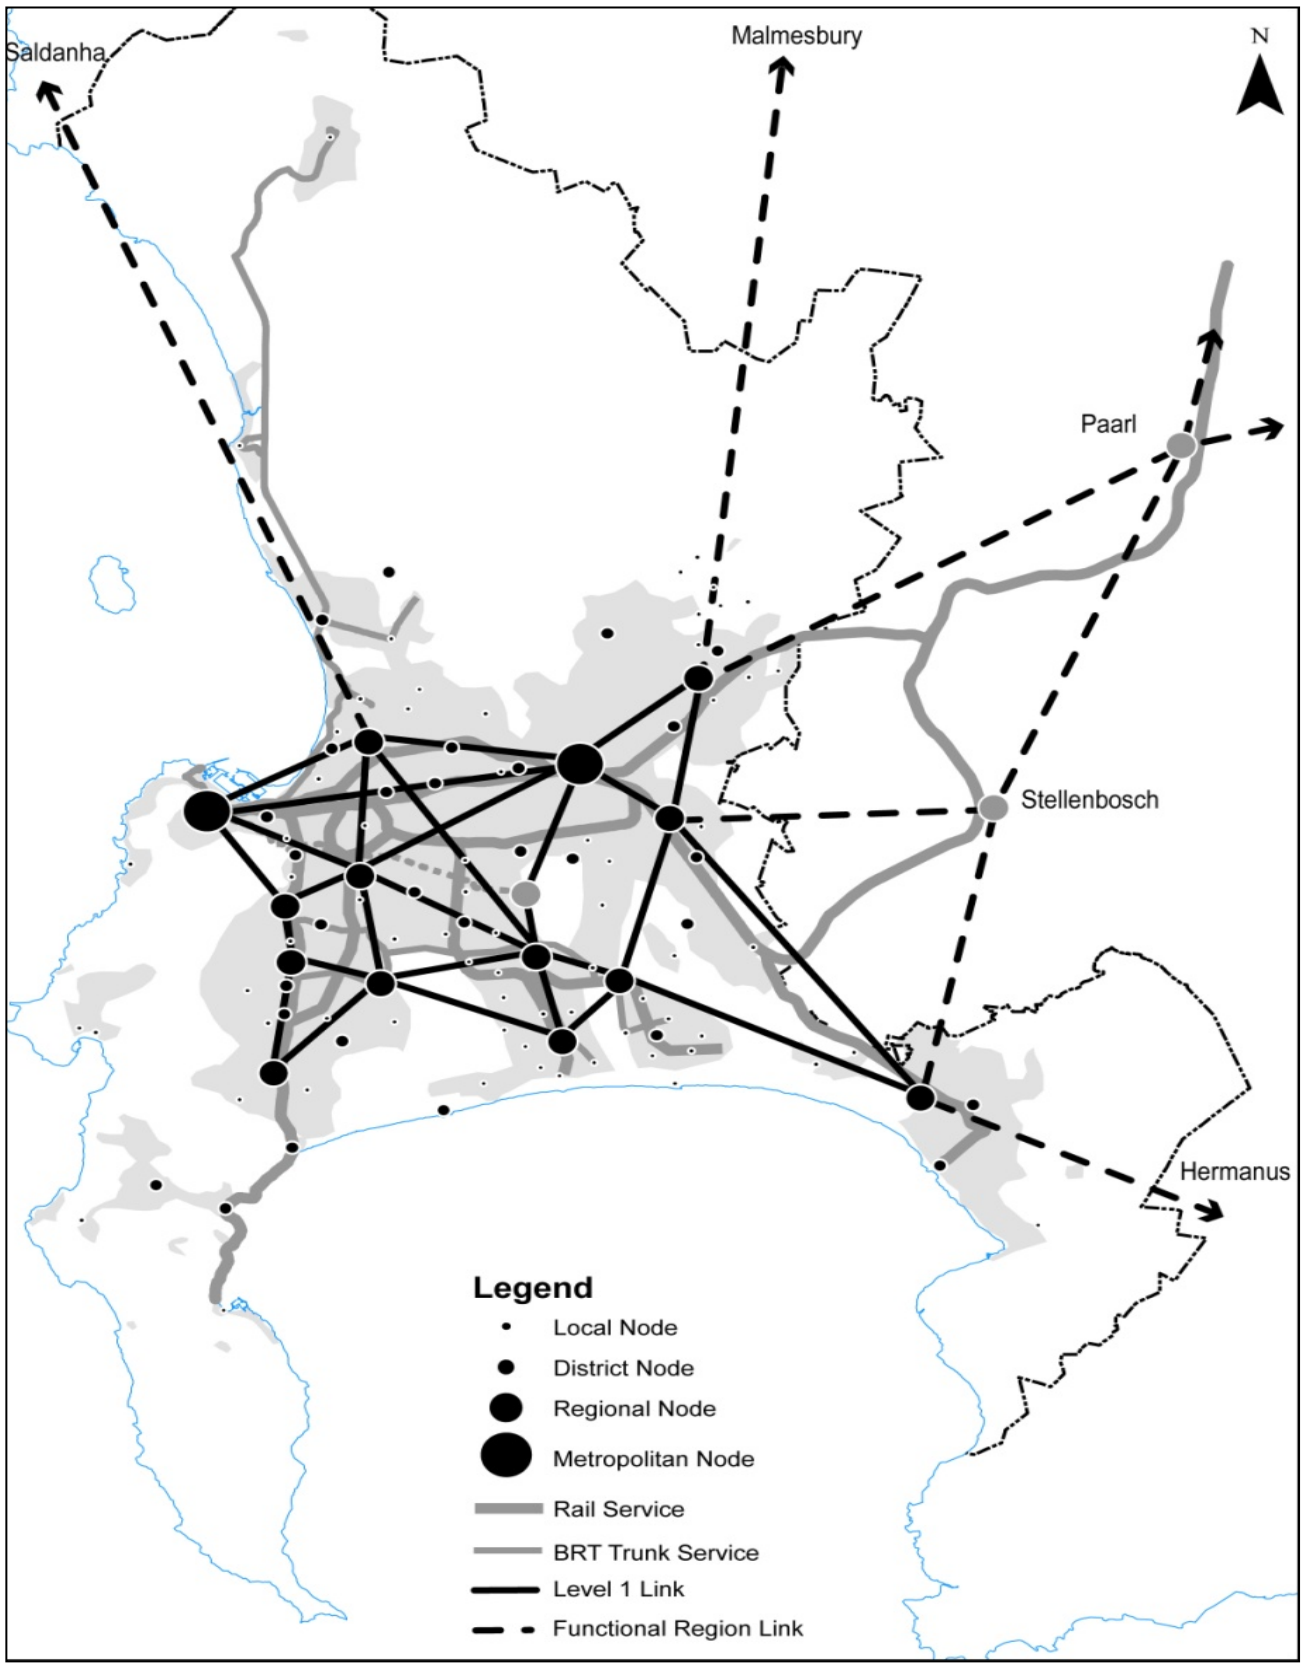 Saldanha
Malmesbury
N
Paarl
Stellenbosch
Hermanus
Legend
Local Node
District Node
Regional Node
Metropolitan Node
Rail Service
BRT Trunk Service
Level 1 Link
Functional Region Link